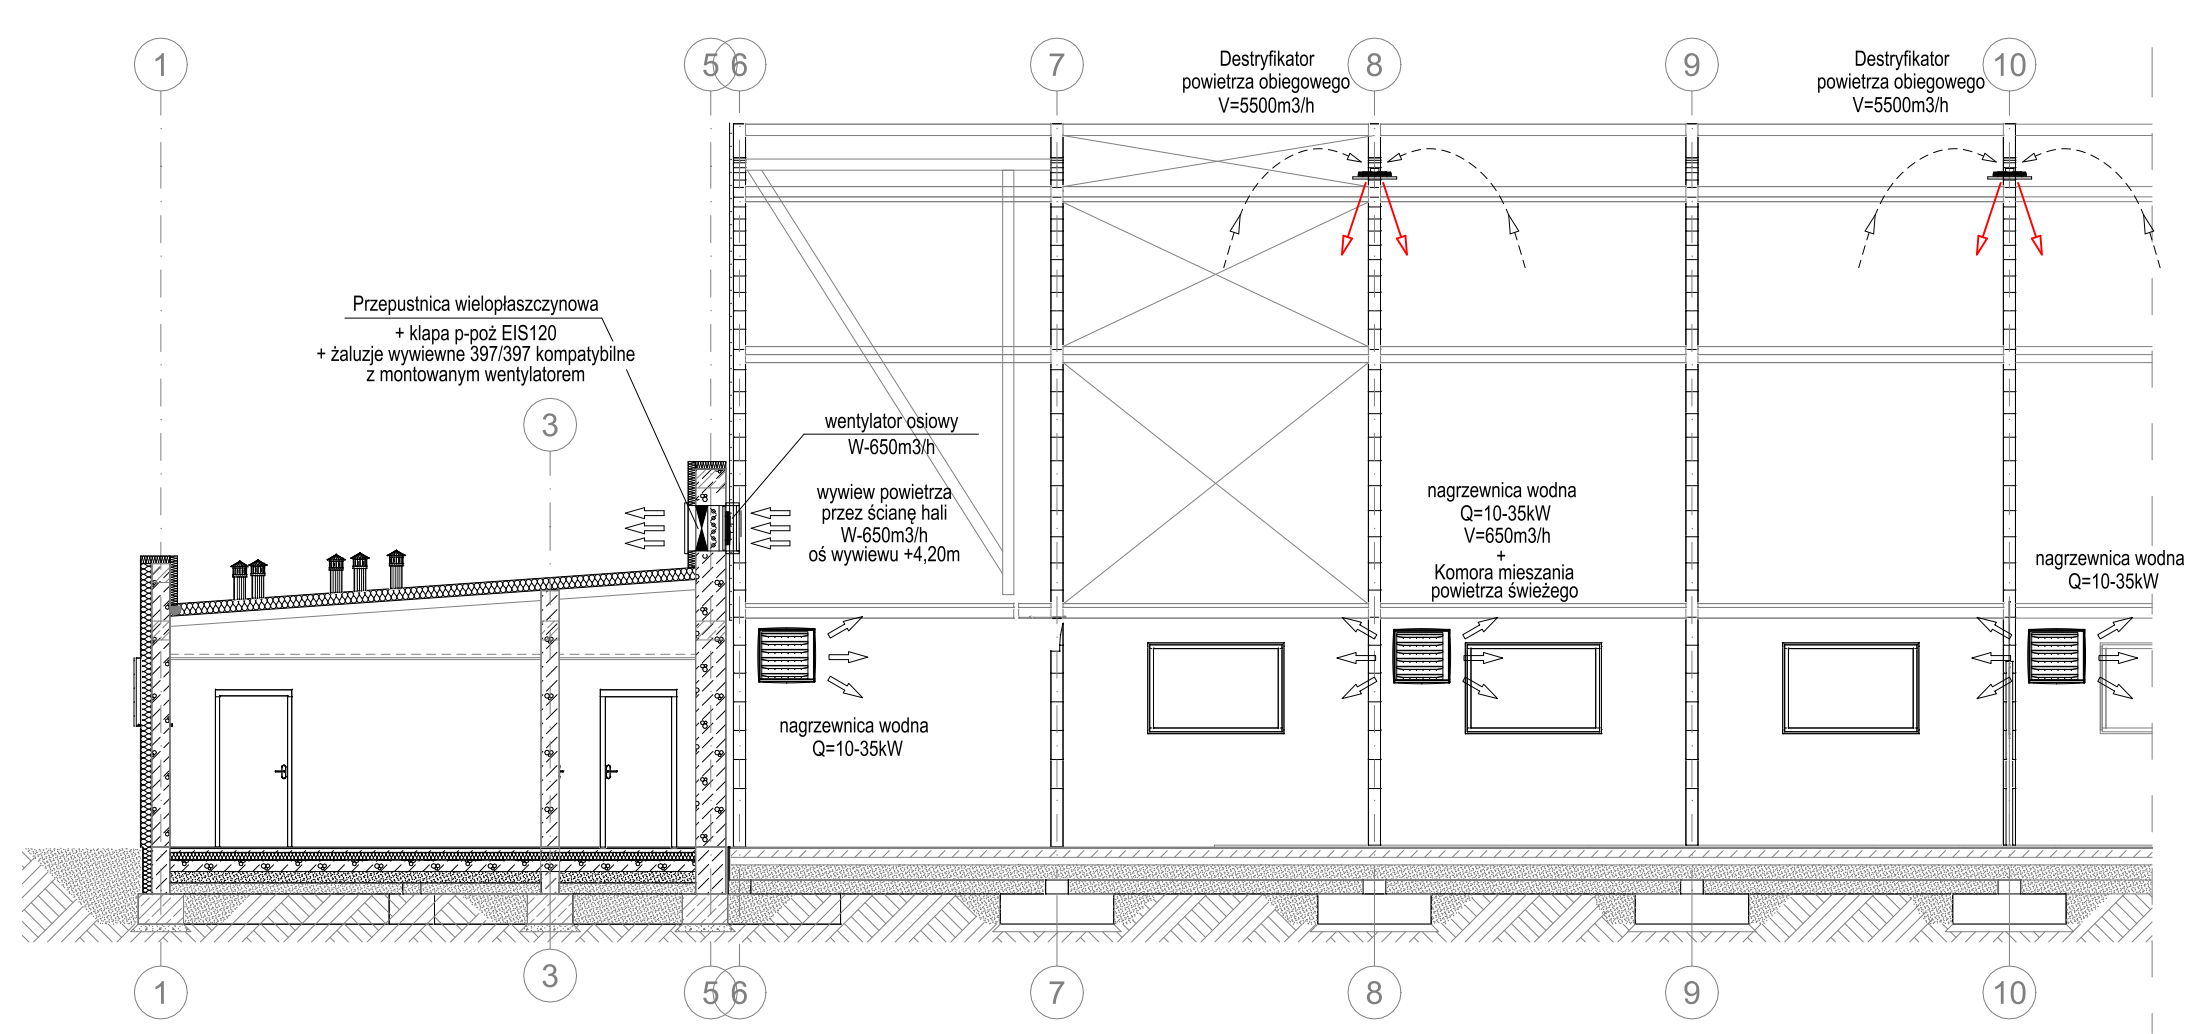 1
5
6
7
8
9
10
Destryfikator
powietrza obiegowego
V=5500m3/h
Destryfikator
powietrza obiegowego
V=5500m3/h
Przepustnica wielopłaszczynowa
+ klapa p-poż EIS120
+ żaluzje wywiewne 397/397 kompatybilne
z montowanym wentylatorem
3
wentylator osiowy
W-650m3/h
wywiew powietrza
przez ścianę hali
W-650m3/h
oś wywiewu +4,20m
nagrzewnica wodna
Q=10-35kW
V=650m3/h
+
Komora mieszania
powietrza świeżego
nagrzewnica wodna
Q=10-35kW
nagrzewnica wodna
Q=10-35kW
1
3
5
6
7
8
9
10